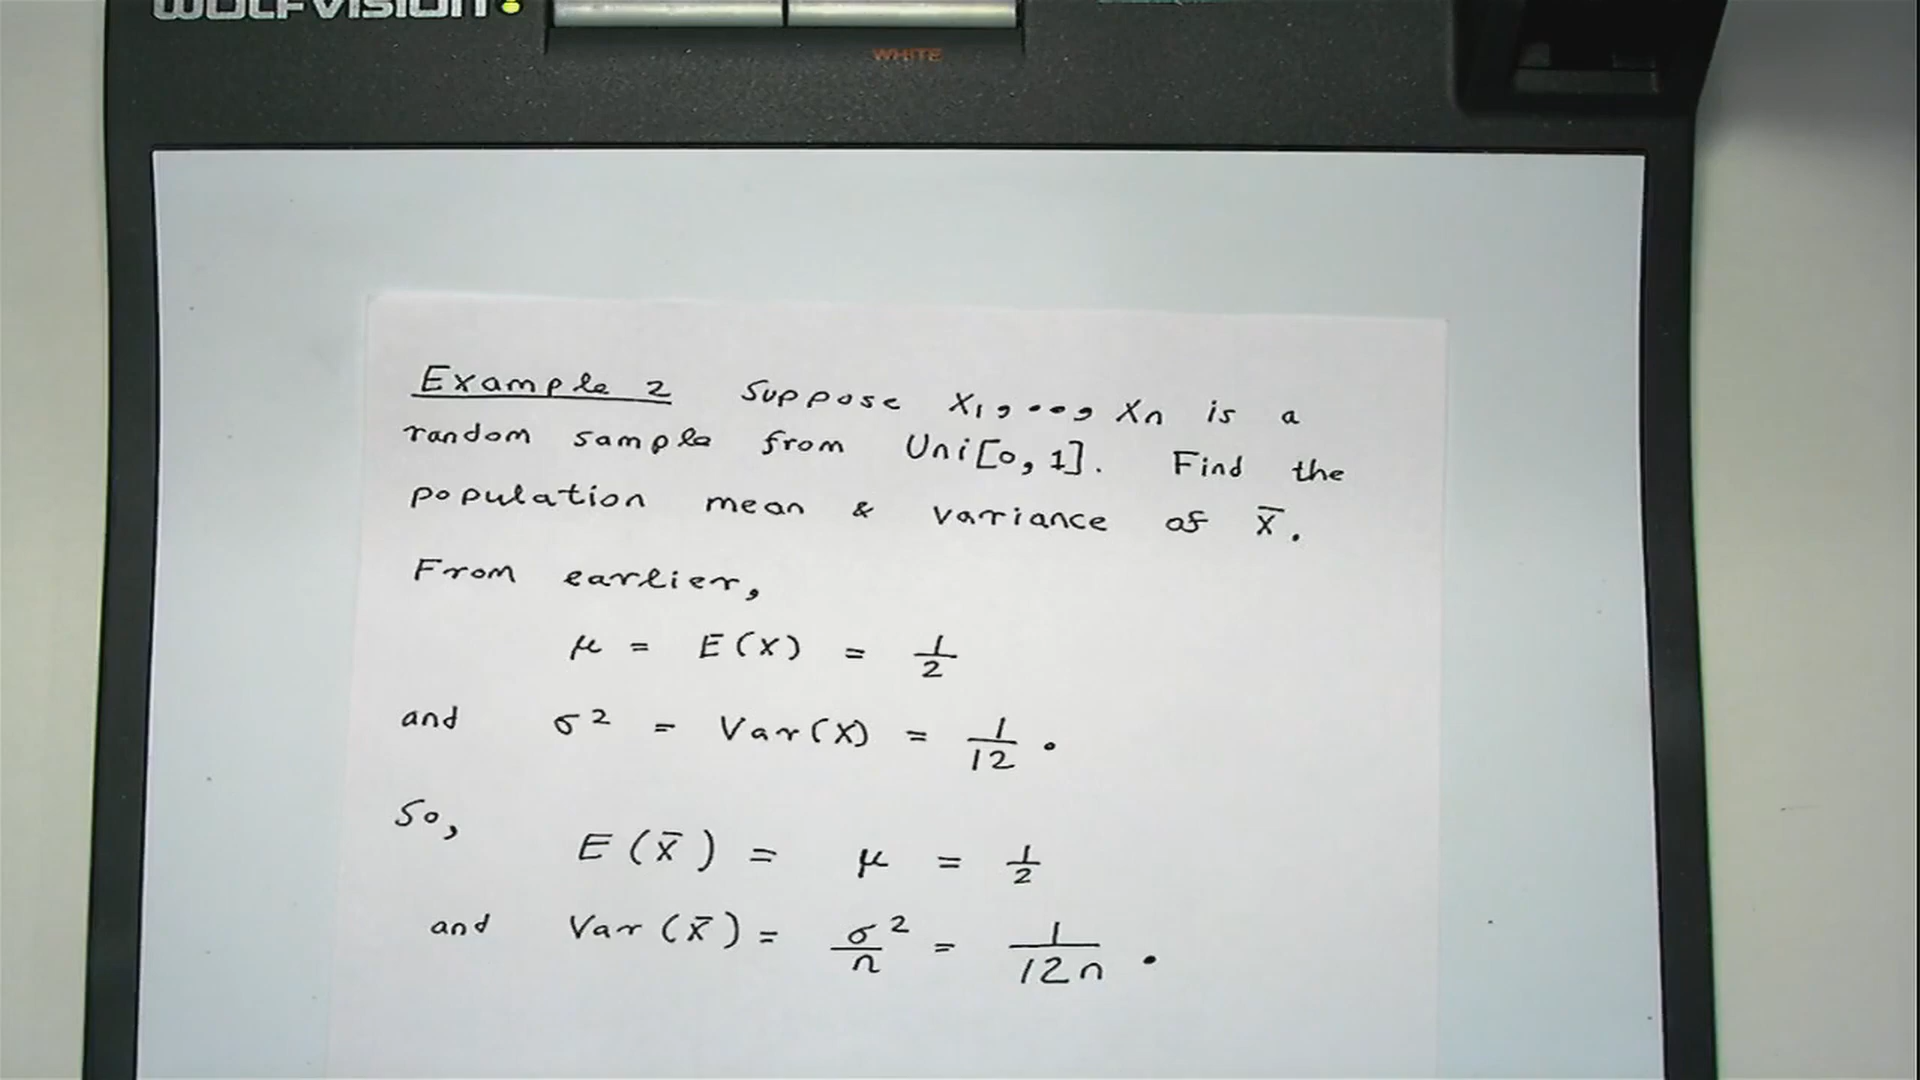 WOLFVISION
WHITE
Example 2 Suppose X₁, ..., Xn is a
random sample from Uni[0, 1]. Find the
population mean & variance of X̄.
From earlier,
μ = E(X) = 1/2
and σ² = Var(X) = 1/12.
So,
E(X̄) = μ = 1/2
and Var(X̄) = σ²/n = 1/12n.